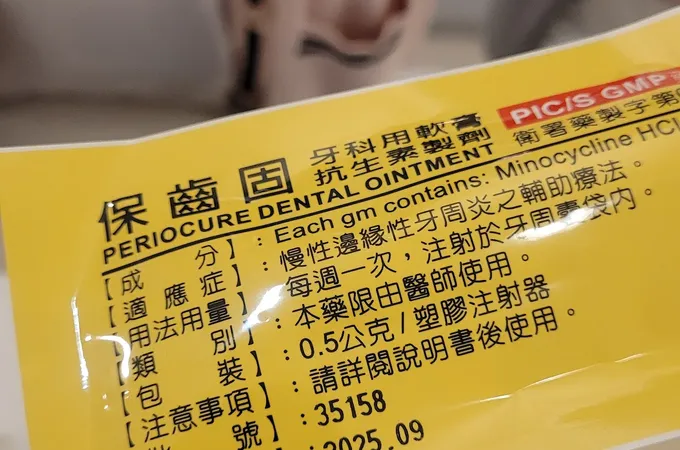 保齒固 牙科用軟膏
抗生素製劑
PIC/S GMP
衛署藥製字第
PERIOCURE DENTAL OINTMENT
【成分】：Each gm contains: Minocycline HCl
【適應症】：慢性邊緣性牙周炎之輔助療法。
【用法用量】：每週一次，注射於牙周囊袋內。
【類別】：本藥限由醫師使用。
【包裝】：0.5公克/塑膠注射器
【注意事項】：請詳閱說明書後使用。
號】：35158
：2025.09